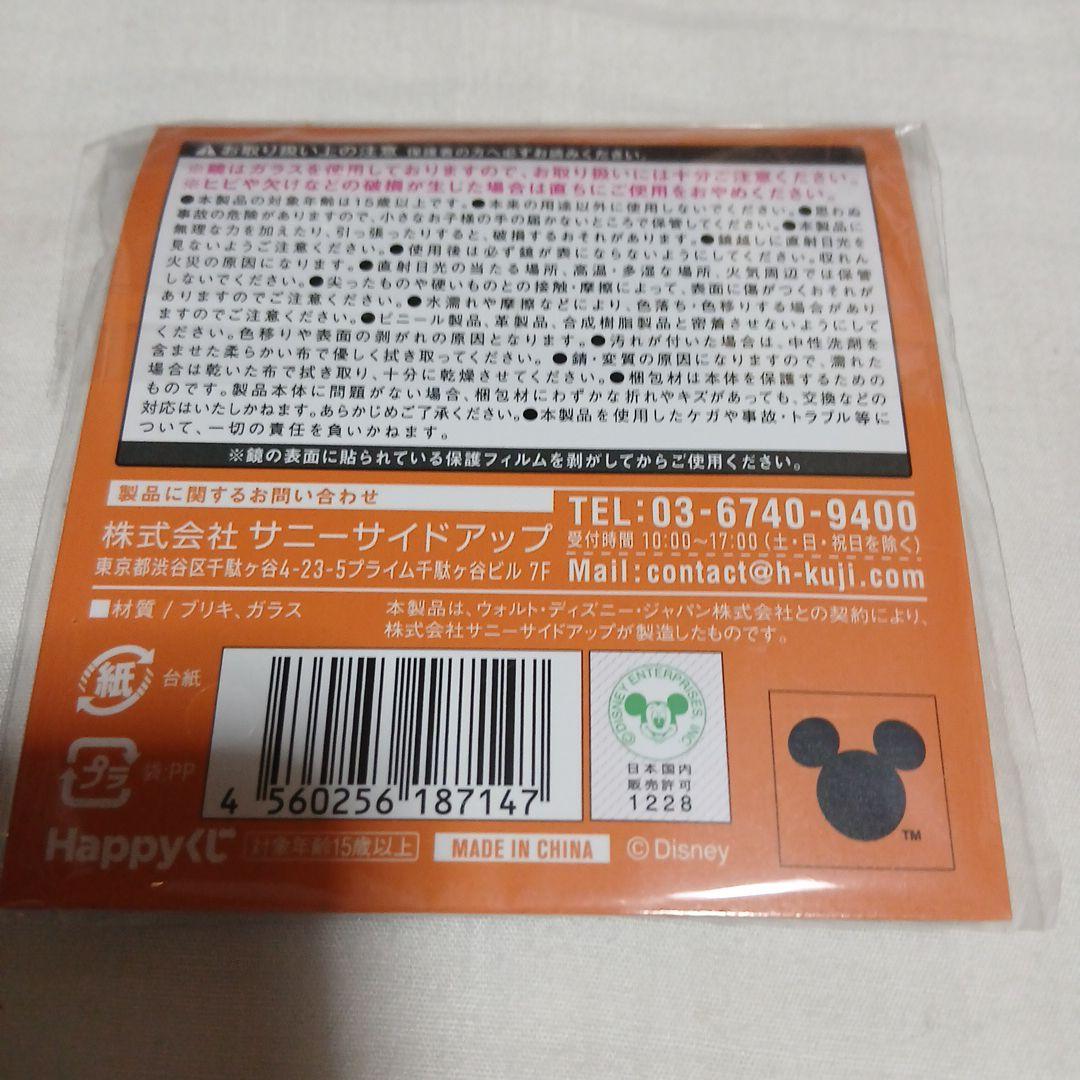 ⚠お取り扱い上の注意 保護者の方へ必ずお読みください。
※鏡はガラスを使用しておりますので、お取り扱いには十分ご注意ください。
※ヒビや欠けなどの破損が生じた場合は直ちにご使用をおやめください。
●本製品の対象年齢は15歳以上です。●本来の用途以外に使用しないでください。●思わぬ
事故の危険がありますので、小さなお子様の手の届かないところで保管してください。●本製品に
無理な力を加えたり、引っ張ったりすると、破損するおそれがあります。●鏡越しに直射日光を
見ないようご注意ください。●使用後は必ず鏡が表にならないようにしてください。収れん
火災の原因になります。●直射日光の当たる場所、高温・多湿な場所、火気周辺では保管
しないでください。●尖ったものや硬いものとの接触・摩擦によって、表面に傷がつくおそれが
ありますのでご注意ください。●水濡れや摩擦などにより、色落ち・色移りする場合があり
ますのでご注意ください。●ビニール製品、革製品、合成樹脂製品と密着させないようにして
ください。色移りや表面の剥がれの原因となります。●汚れが付いた場合は、中性洗剤を
含ませた柔らかい布で優しく拭き取ってください。●錆・変質の原因になりますので、濡れた
場合は乾いた布で拭き取り、十分に乾燥させてください。●梱包材は本体を保護するための
ものです。製品本体に問題がない場合、梱包材にわずかな折れやキズがあっても、交換などの
対応はいたしかねます。あらかじめご了承ください。●本製品を使用したケガや事故・トラブル等に
ついて、一切の責任を負いかねます。
※鏡の表面に貼られている保護フィルムを剥がしてからご使用ください。
製品に関するお問い合わせ
株式会社 サニーサイドアップ
東京都渋谷区千駄ヶ谷4-23-5プライム千駄ヶ谷ビル 7F
TEL:03-6740-9400
受付時間 10:00〜17:00（土・日・祝日を除く）
Mail:contact@h-kuji.com
■材質 / ブリキ、ガラス
本製品は、ウォルト・ディズニー・ジャパン株式会社との契約により、
株式会社サニーサイドアップが製造したものです。
紙 台紙
プラ 袋:PP
4 560256 187147
©DISNEY ENTERPRISES, INC
日本国内
販売許可
1228
TM
Happyくじ
対象年齢15歳以上
MADE IN CHINA
©Disney